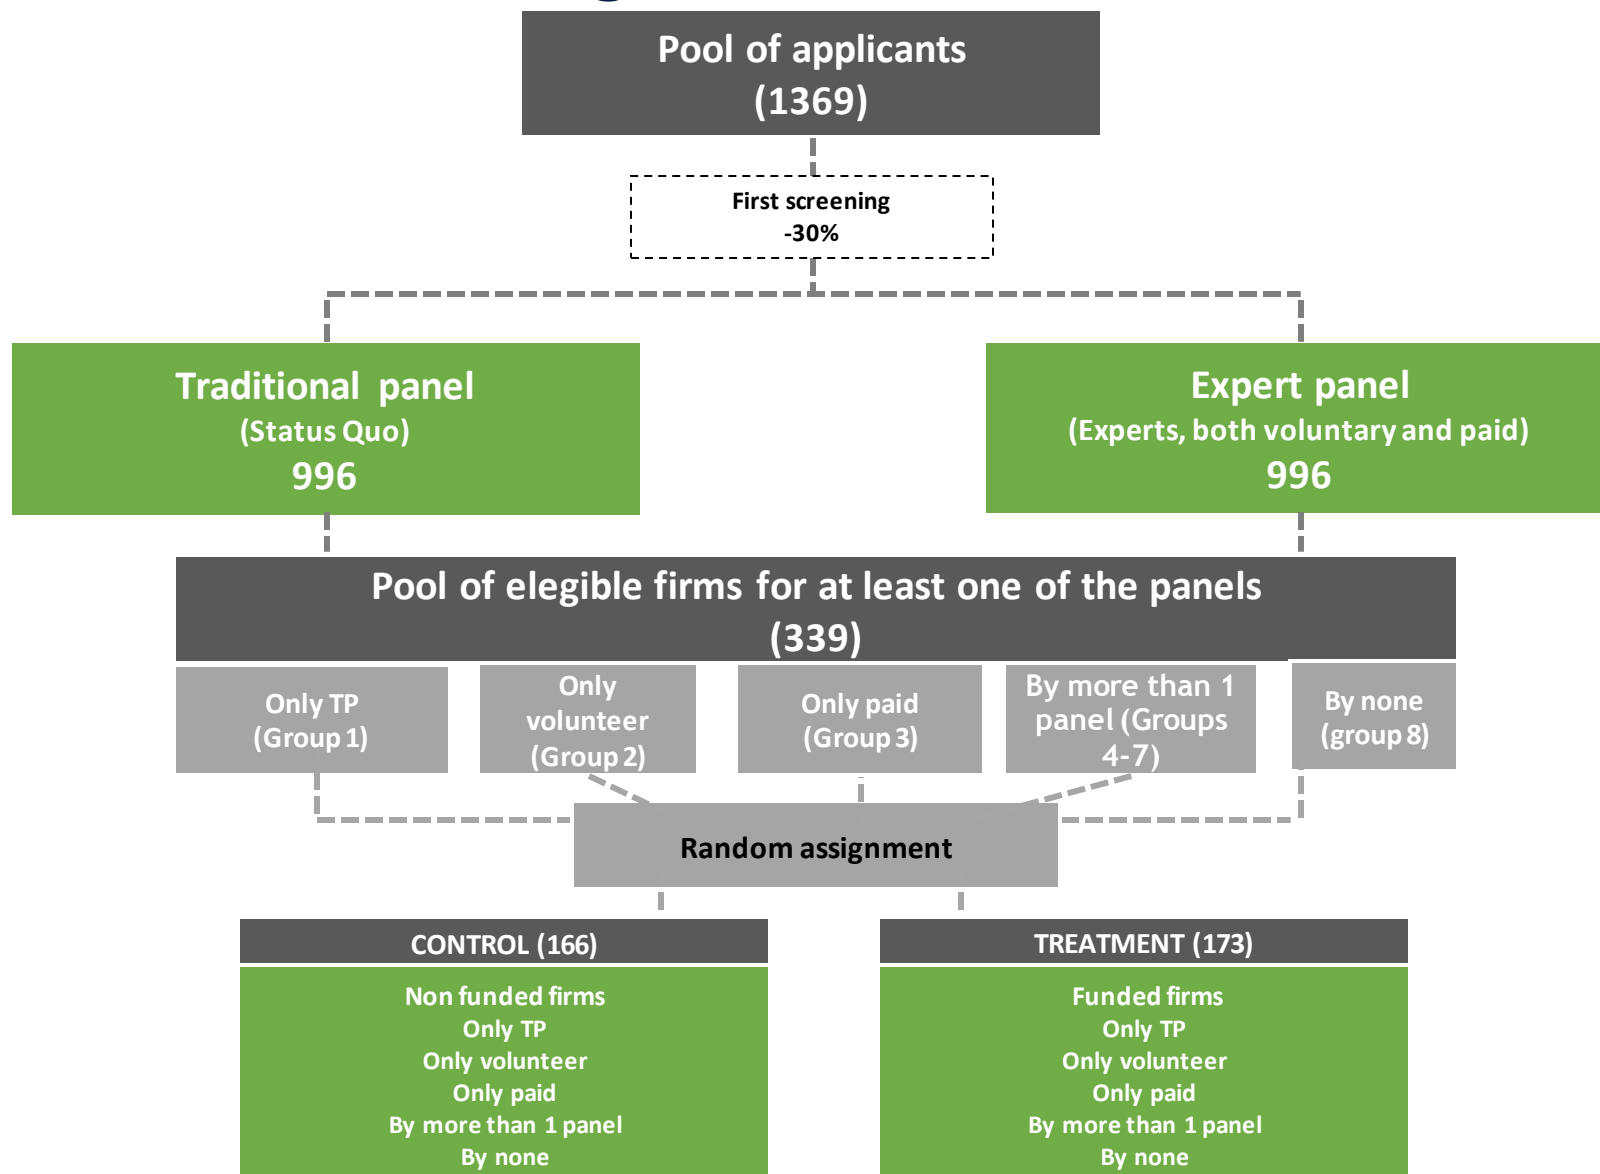 Pool of applicants
(1369)
First screening
-30%
Traditional panel
(Status Quo)
996
Expert panel
(Experts, both voluntary and paid)
996
Pool of elegible firms for at least one of the panels
(339)
Only TP
(Group 1)
Only
volunteer
(Group 2)
Only paid
(Group 3)
By more than 1
panel (Groups
4-7)
By none
(group 8)
Random assignment
CONTROL (166)
Non funded firms
Only TP
Only volunteer
Only paid
By more than 1 panel
By none
TREATMENT (173)
Funded firms
Only TP
Only volunteer
Only paid
By more than 1 panel
By none